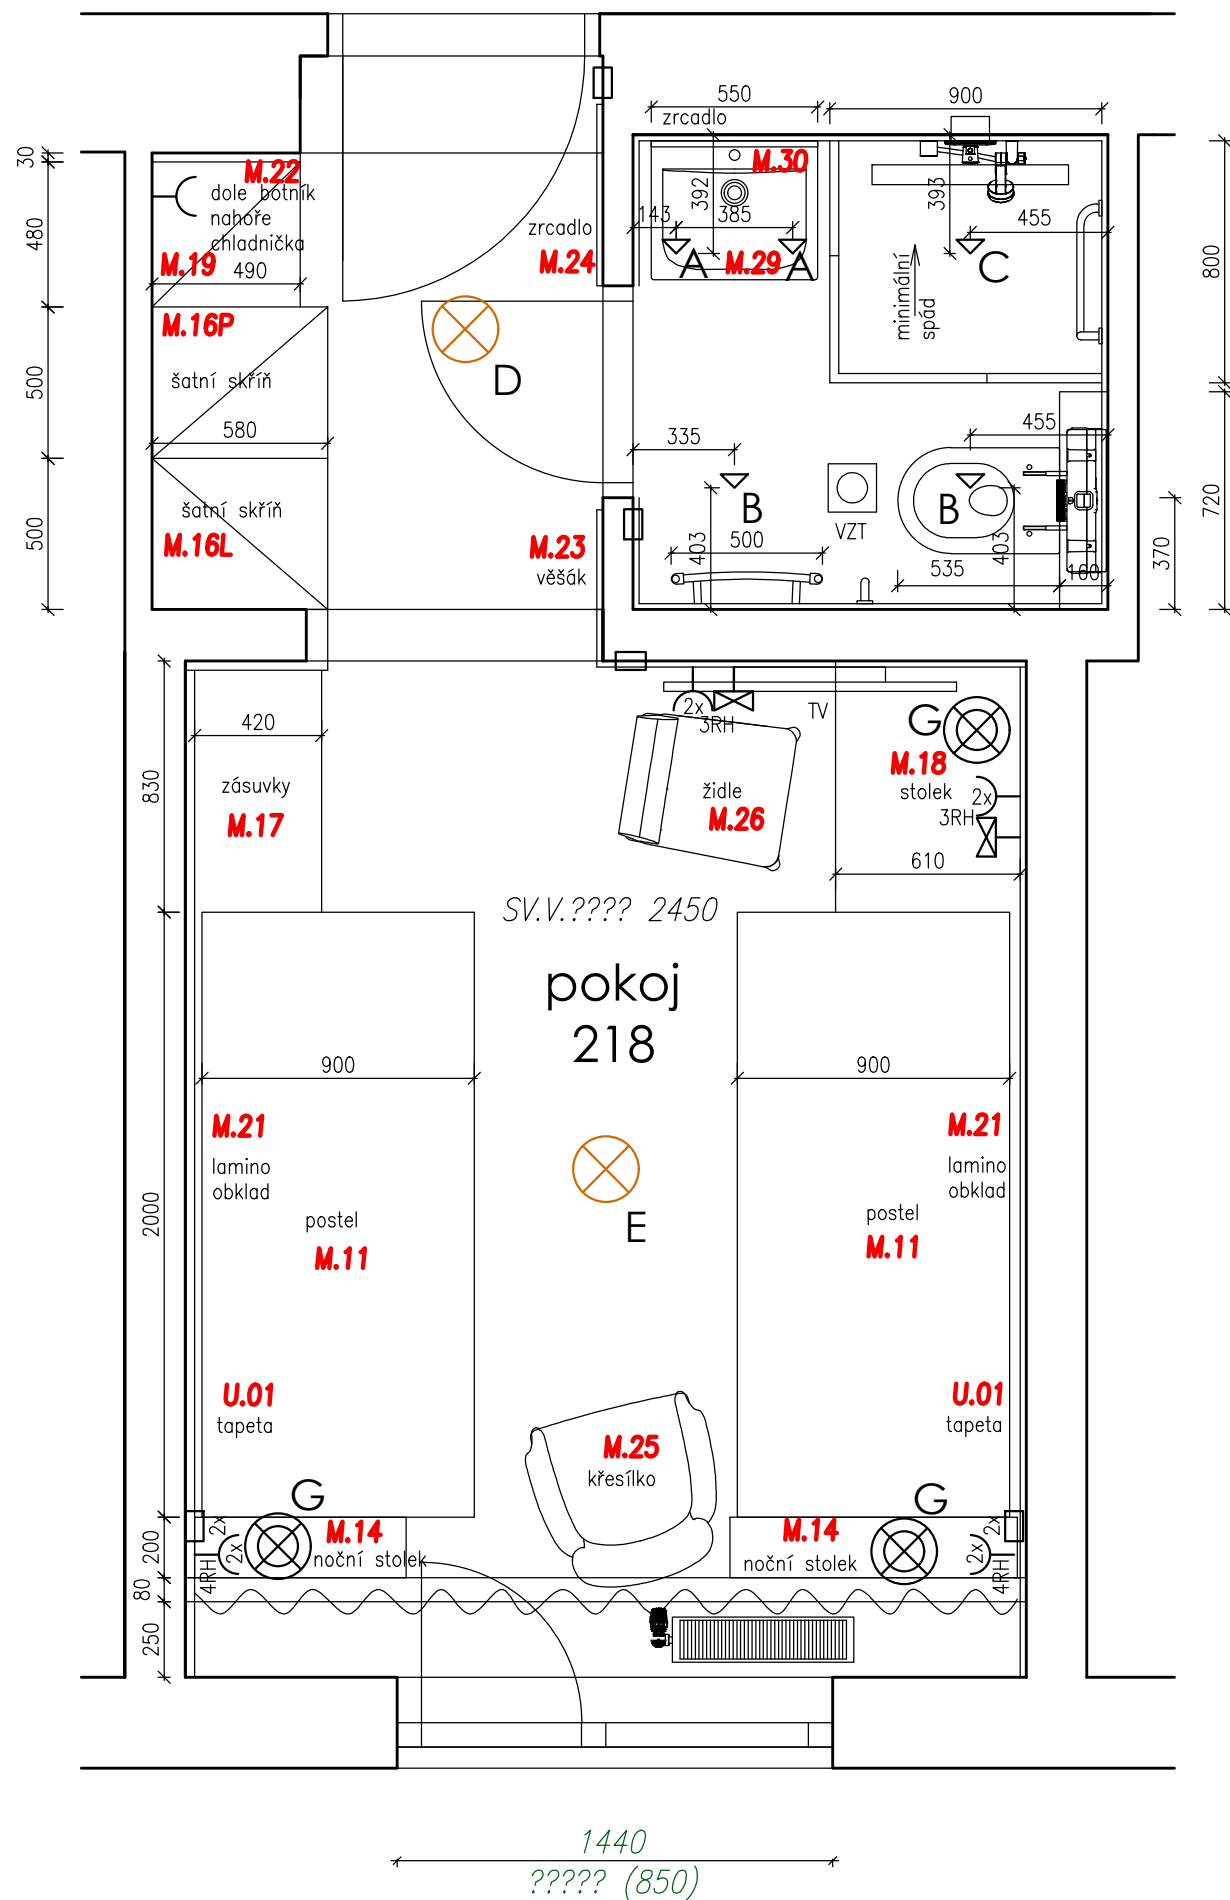 550
900
zrcadlo
30
M.22
M.30
dole botník
nahoře
chladnička
480
392
393
143
385
455
zrcadlo
M.24
M.19
490
A
M.29
A
C
minimální
spád
800
M.16P
šatní skříň
500
D
580
335
455
šatní skříň
M.16L
500
B
B
VZT
M.23
věšák
403
500
403
535
160
370
720
420
2x
3RH
TV
G
M.18
stolek
2x
3RH
830
zásuvky
M.17
židle
M.26
610
SV.V.???? 2450
pokoj
218
900
900
M.21
lamino
obklad
M.21
lamino
obklad
postel
M.11
postel
M.11
2000
E
U.01
tapeta
U.01
tapeta
M.25
křesílko
G
G
2x
2x
4RH
M.14
noční stolek
M.14
noční stolek
2x
2x
4RH
200
80
250
1440
????? (850)